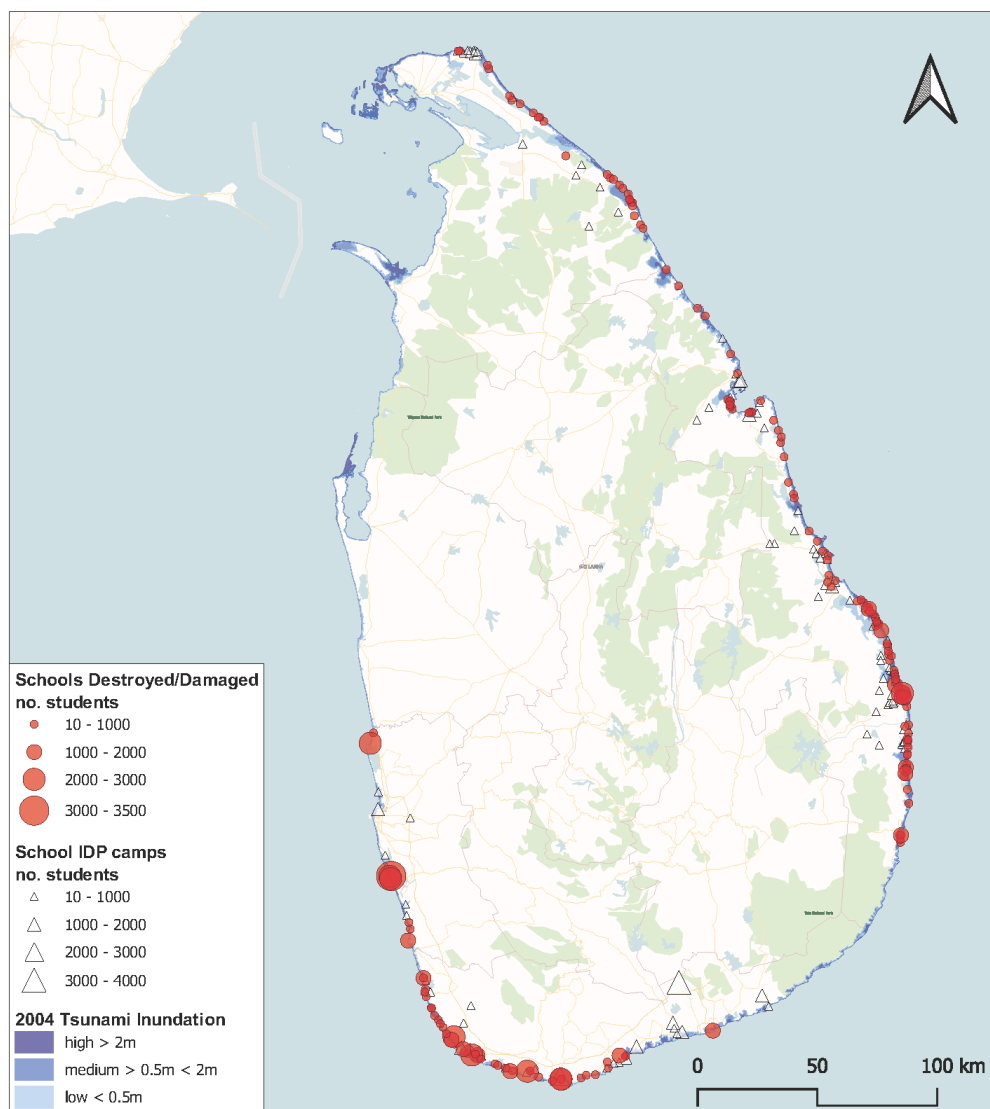 SRI LANKA
Schools Destroyed/Damaged
no. students
10 - 1000
1000 - 2000
2000 - 3000
3000 - 3500
School IDP camps
no. students
10 - 1000
1000 - 2000
2000 - 3000
3000 - 4000
2004 Tsunami Inundation
high > 2m
medium > 0.5m < 2m
low < 0.5m
0 50 100 km